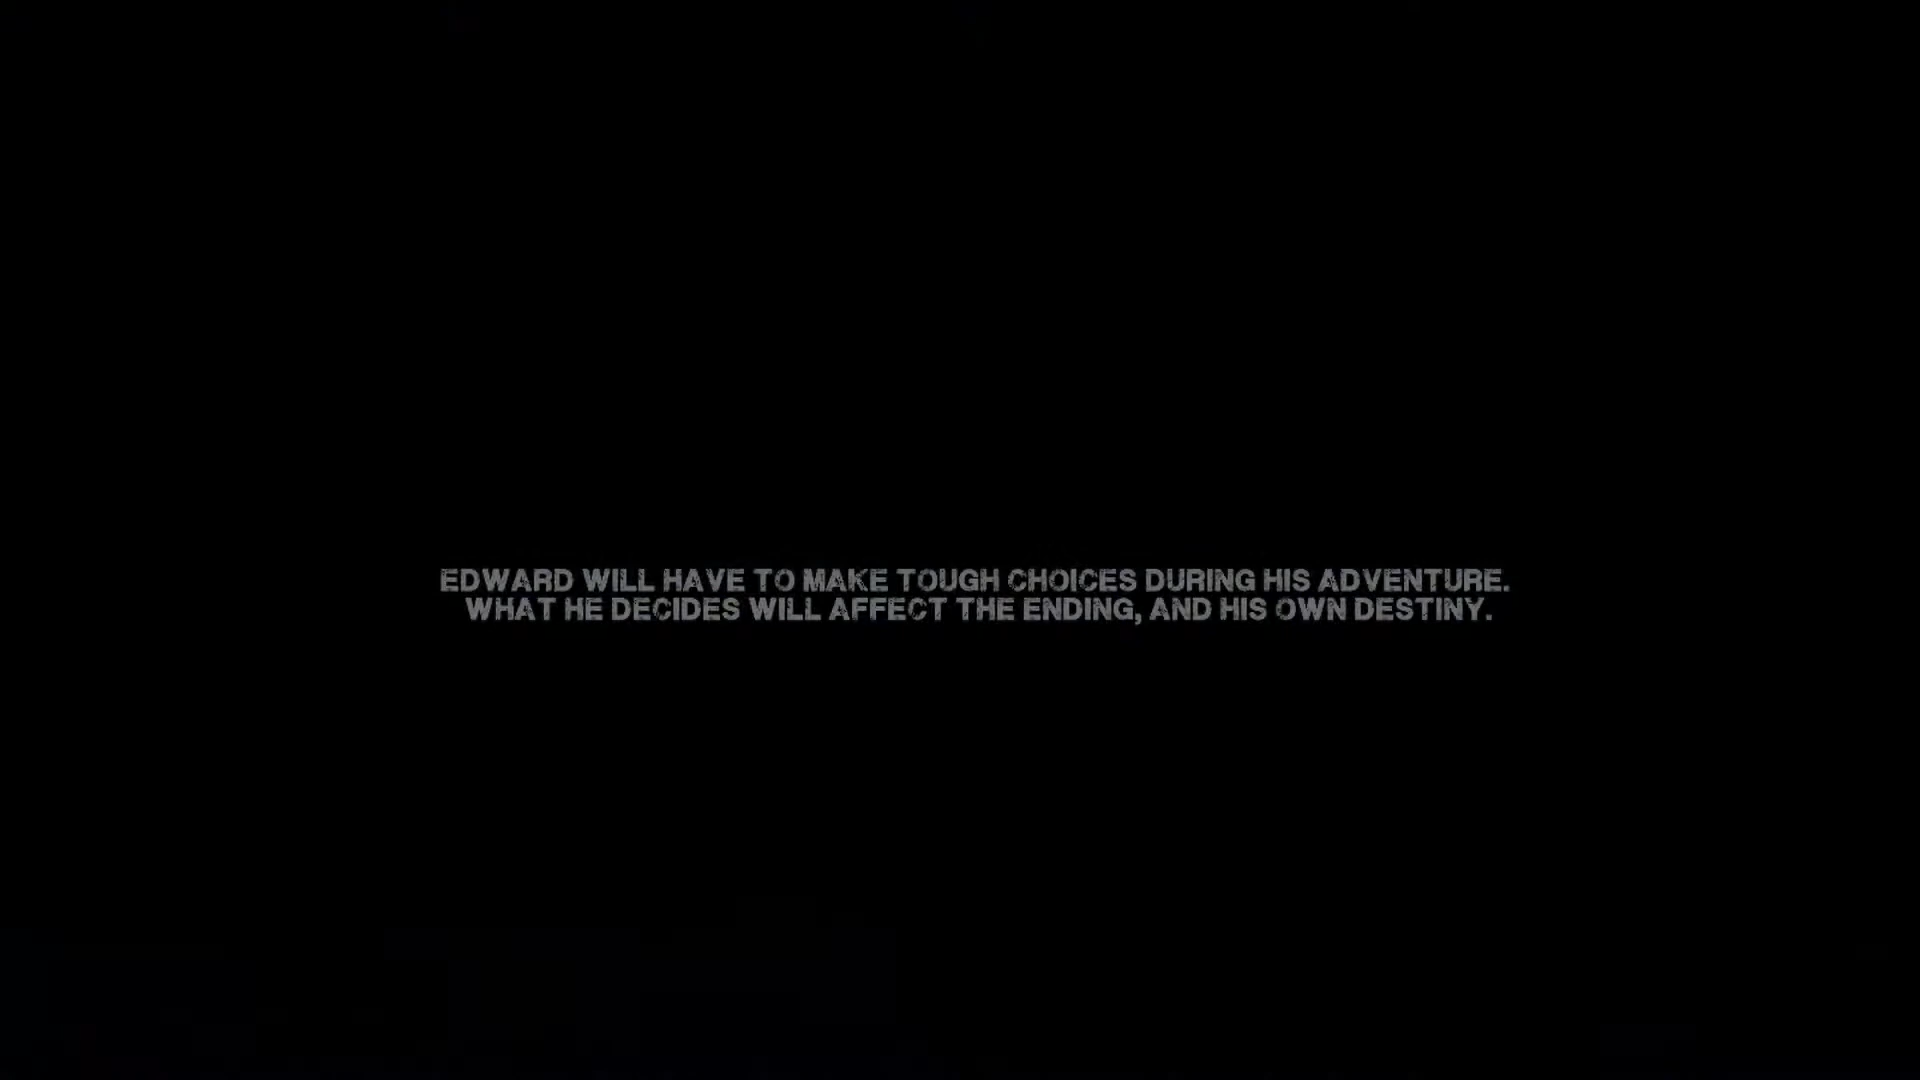 EDWARD WILL HAVE TO MAKE TOUGH CHOICES DURING HIS ADVENTURE.
WHAT HE DECIDES WILL AFFECT THE ENDING, AND HIS OWN DESTINY.